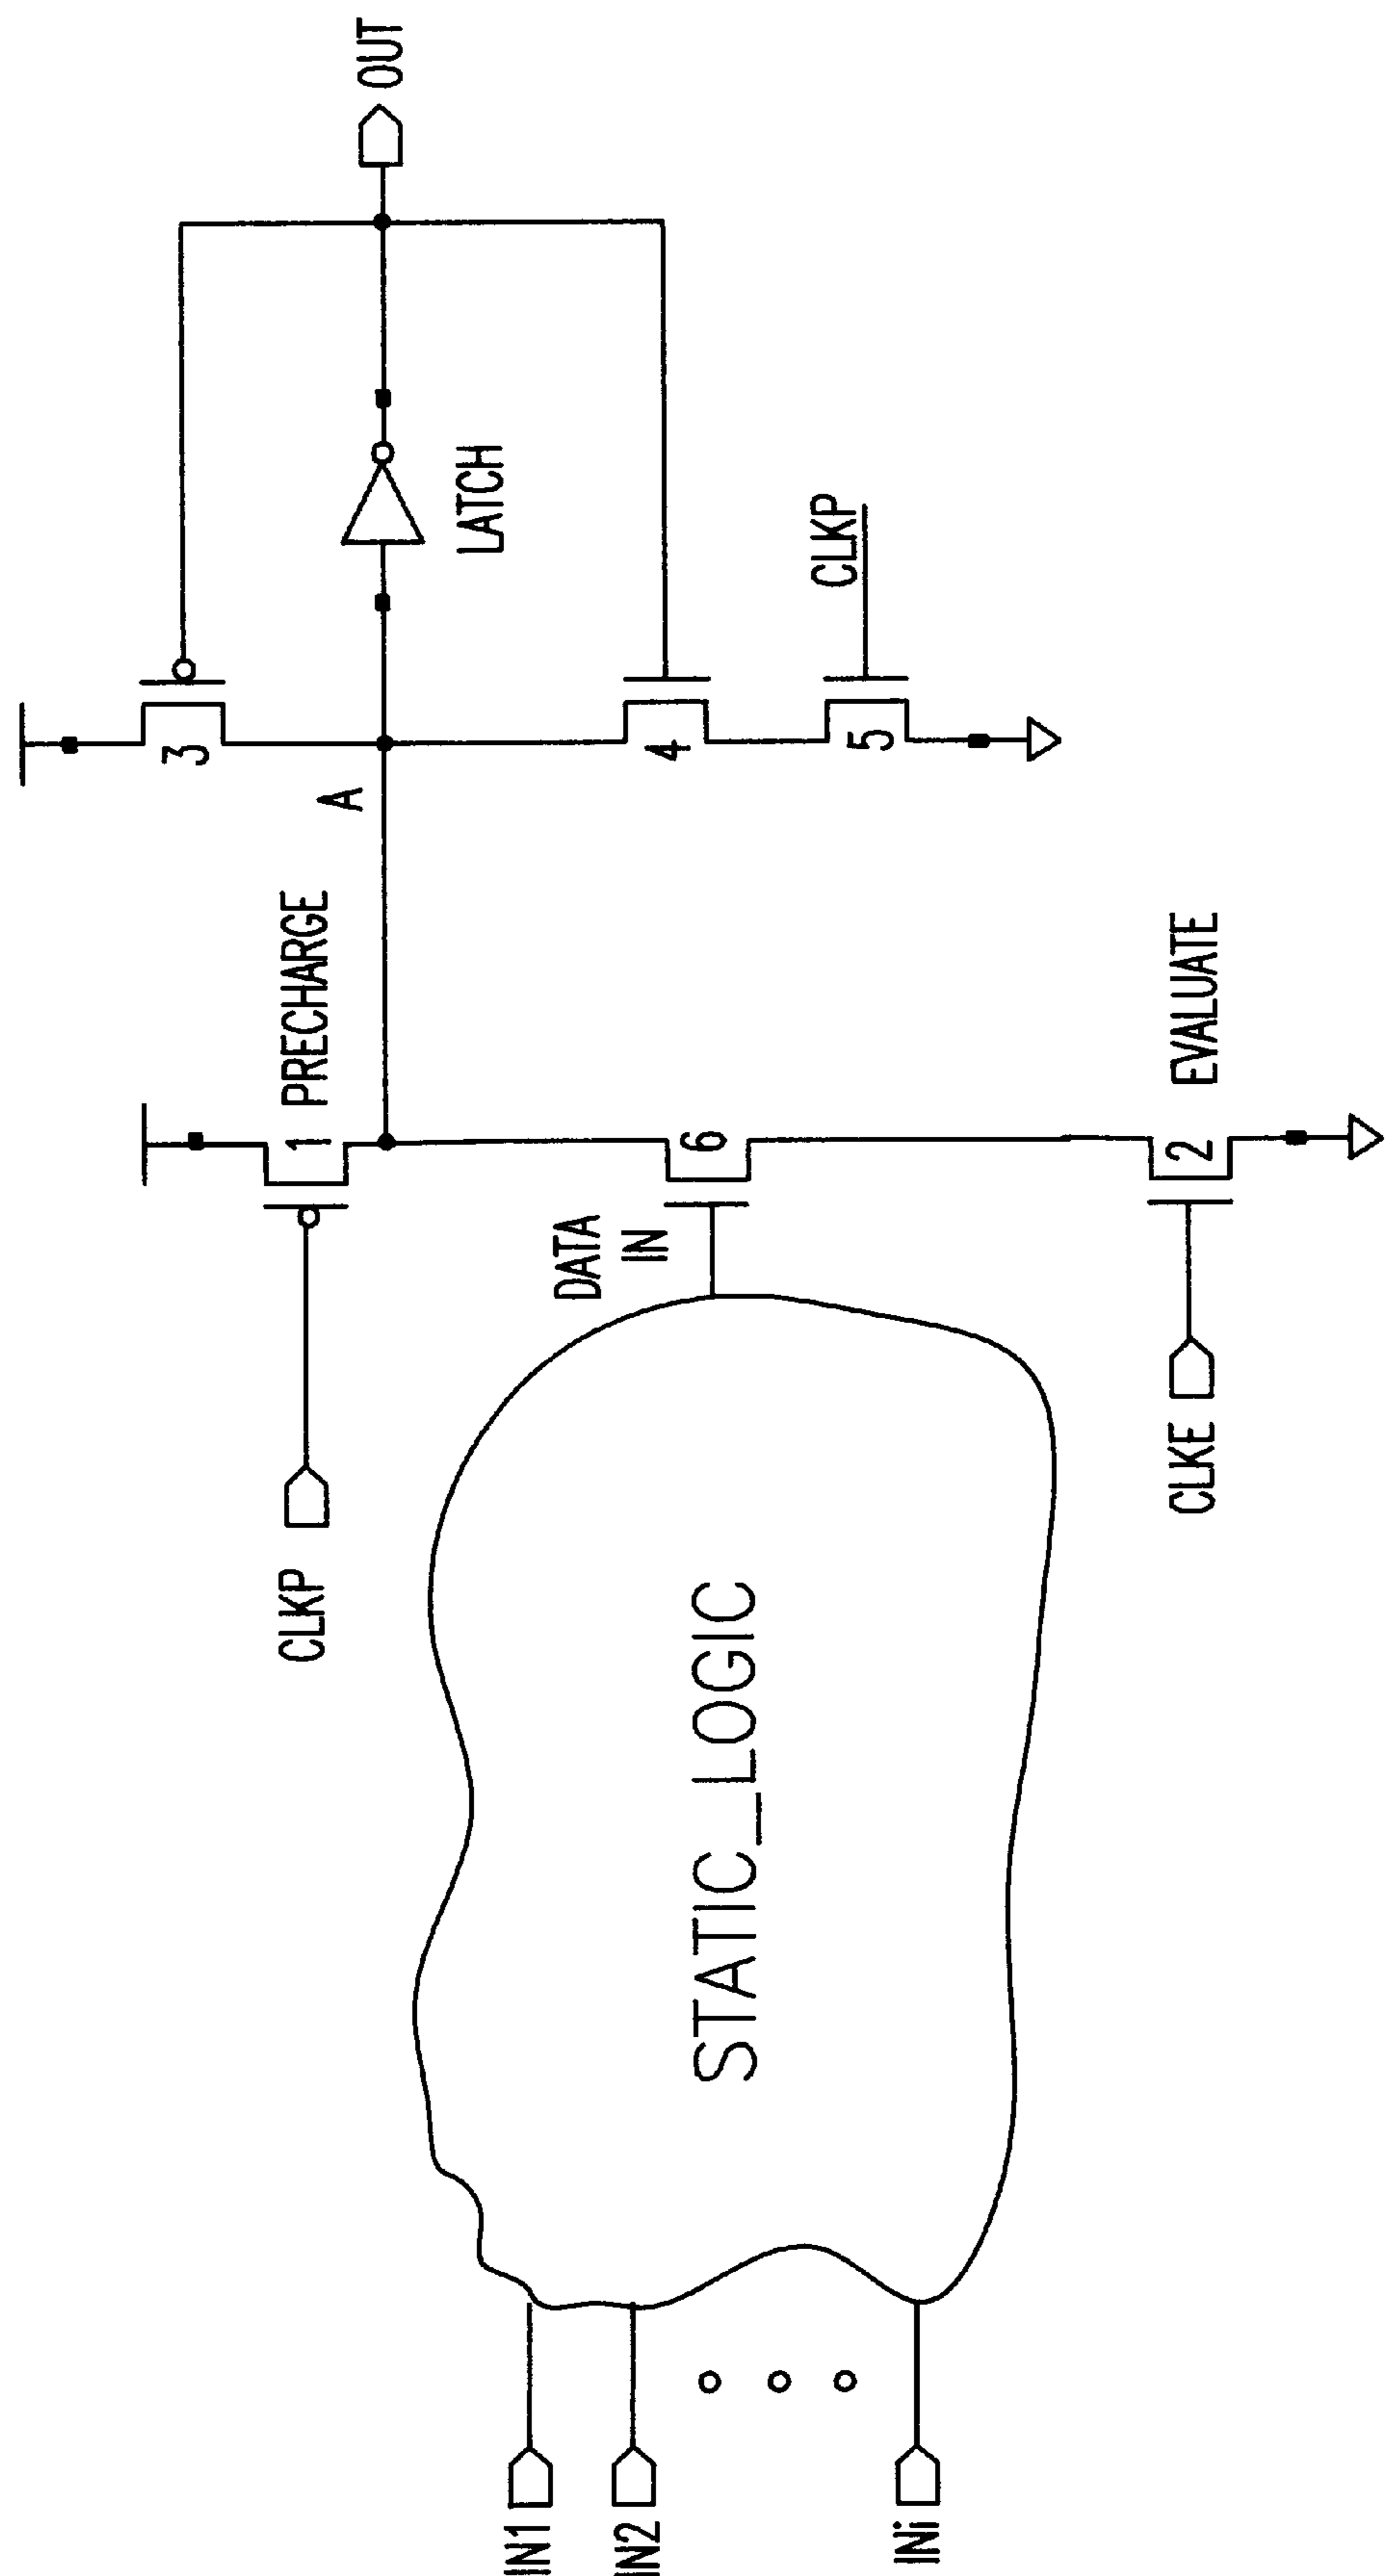 CLKP
1
PRECHARGE
3
A
LATCH
OUT
DATA
IN
6
4
5
CLKP
IN1
IN2
INi
STATIC_LOGIC
CLKE
2
EVALUATE